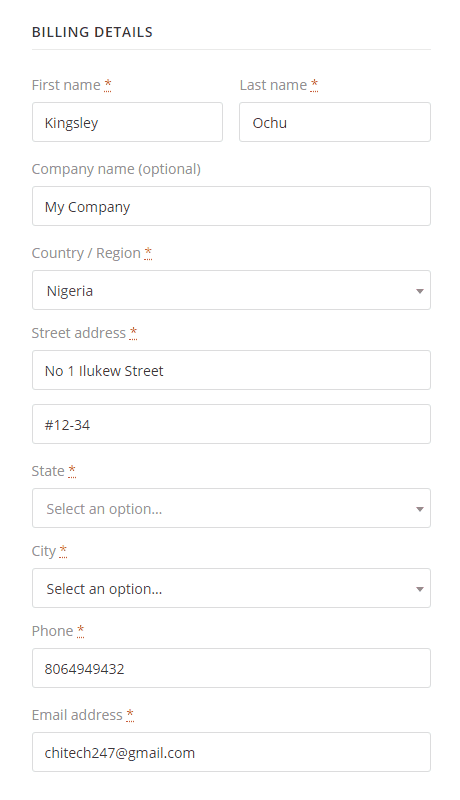 BILLING DETAILS
First name * Last name *
Kingsley Ochu
Company name (optional)
My Company
Country / Region *
Nigeria
Street address *
No 1 Ilukew Street
#12-34
State *
Select an option...
City *
Select an option...
Phone *
8064949432
Email address *
chitech247@gmail.com